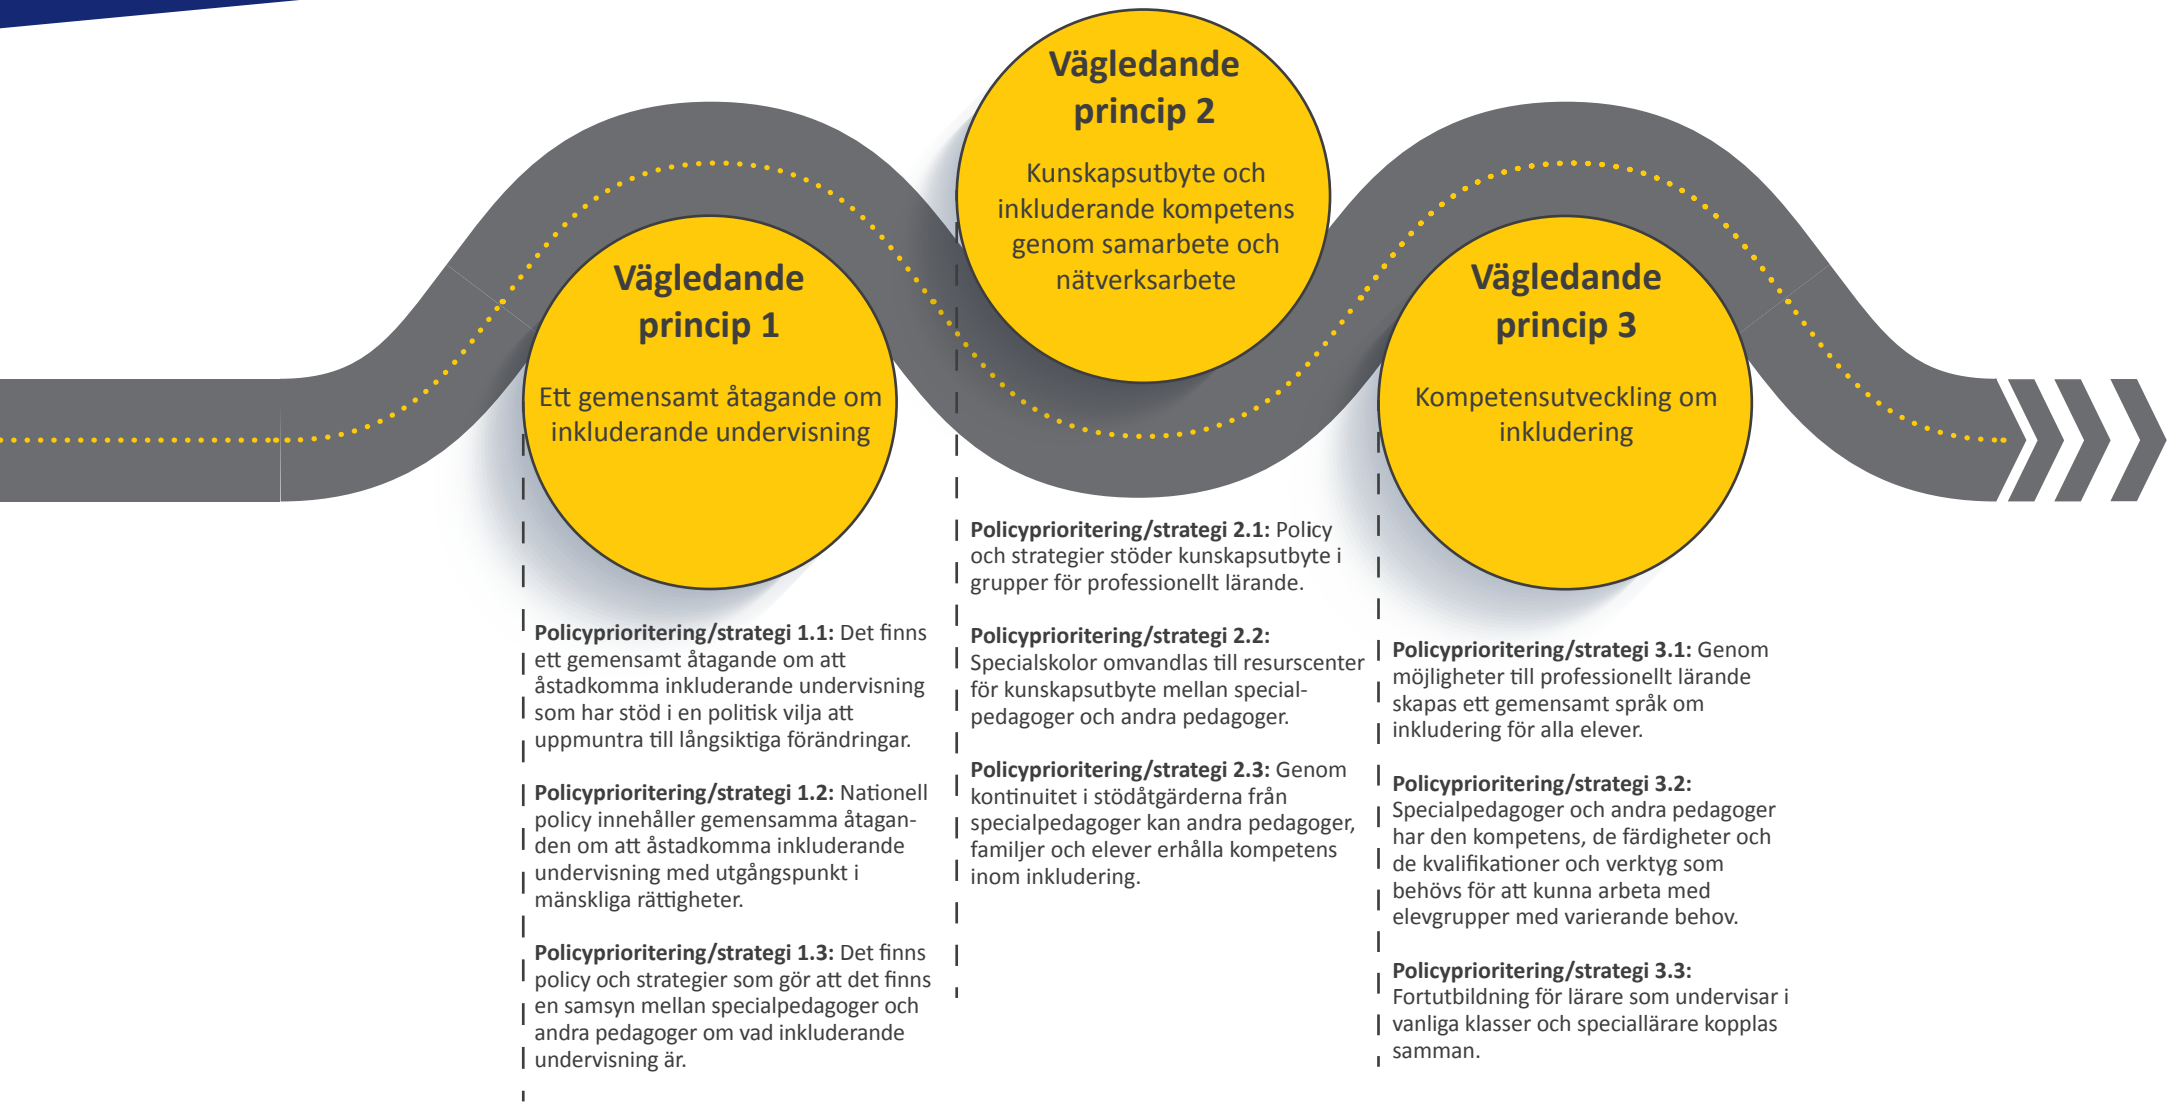 Vägledande
princip 1
Ett gemensamt åtagande om
inkluderande undervisning
Policyprioritering/strategi 1.1: Det finns
ett gemensamt åtagande om att
åstadkomma inkluderande undervisning
som har stöd i en politisk vilja att
uppmuntra till långsiktiga förändringar.
Policyprioritering/strategi 1.2: Nationell
policy innehåller gemensamma åtagan-
den om att åstadkomma inkluderande
undervisning med utgångspunkt i
mänskliga rättigheter.
Policyprioritering/strategi 1.3: Det finns
policy och strategier som gör att det finns
en samsyn mellan specialpedagoger och
andra pedagoger om vad inkluderande
undervisning är.
Vägledande
princip 2
Kunskapsutbyte och
inkluderande kompetens
genom samarbete och
nätverksarbete
Policyprioritering/strategi 2.1: Policy
och strategier stöder kunskapsutbyte i
grupper för professionellt lärande.
Policyprioritering/strategi 2.2:
Specialskolor omvandlas till resurscenter
för kunskapsutbyte mellan special-
pedagoger och andra pedagoger.
Policyprioritering/strategi 2.3: Genom
kontinuitet i stödåtgärderna från
specialpedagoger kan andra pedagoger,
familjer och elever erhålla kompetens
inom inkludering.
Vägledande
princip 3
Kompetensutveckling om
inkludering
Policyprioritering/strategi 3.1: Genom
möjligheter till professionellt lärande
skapas ett gemensamt språk om
inkludering för alla elever.
Policyprioritering/strategi 3.2:
Specialpedagoger och andra pedagoger
har den kompetens, de färdigheter och
de kvalifikationer och verktyg som
behövs för att kunna arbeta med
elevgrupper med varierande behov.
Policyprioritering/strategi 3.3:
Fortutbildning för lärare som undervisar i
vanliga klasser och speciallärare kopplas
samman.